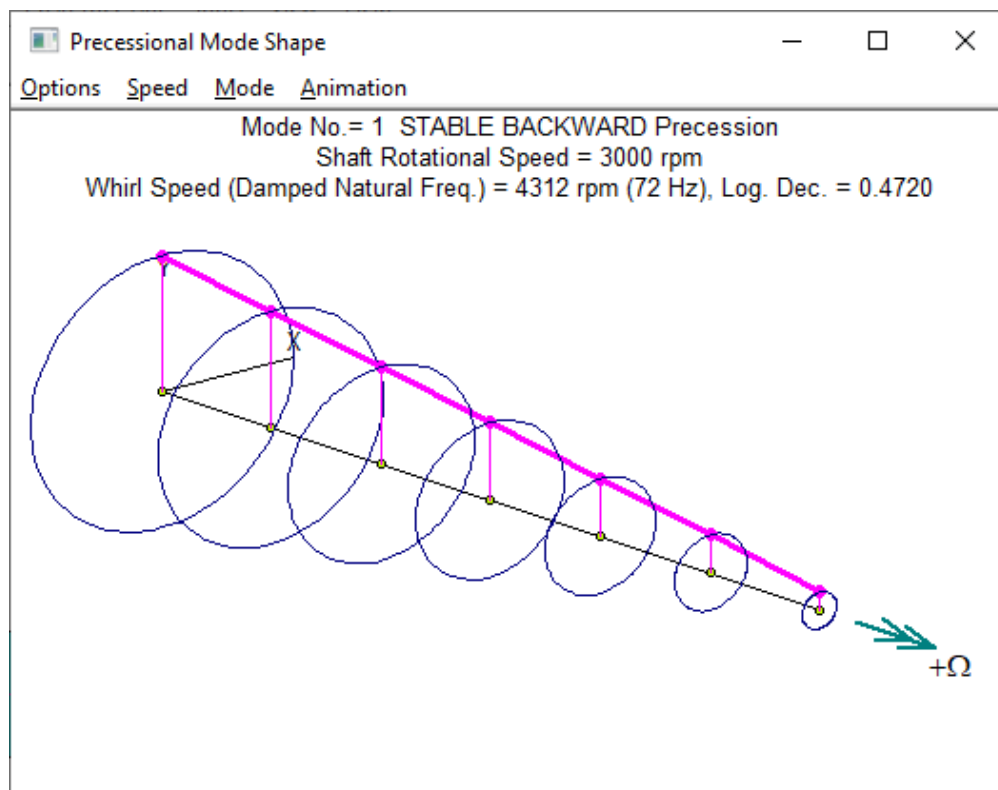 Precessional Mode Shape
Options Speed Mode Animation
Mode No.= 1 STABLE BACKWARD Precession
Shaft Rotational Speed = 3000 rpm
Whirl Speed (Damped Natural Freq.) = 4312 rpm (72 Hz), Log. Dec. = 0.4720
Y
X
+Ω